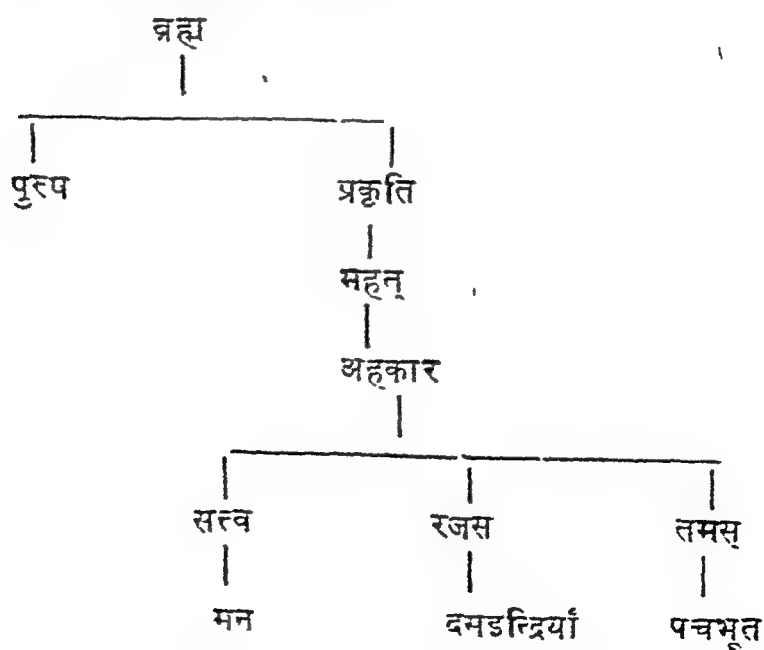 ब्रह्म
पुरुष प्रकृति
महत्
अहकार
सत्त्व रजस तमस्
मन दसइन्द्रियाँ पचभूत